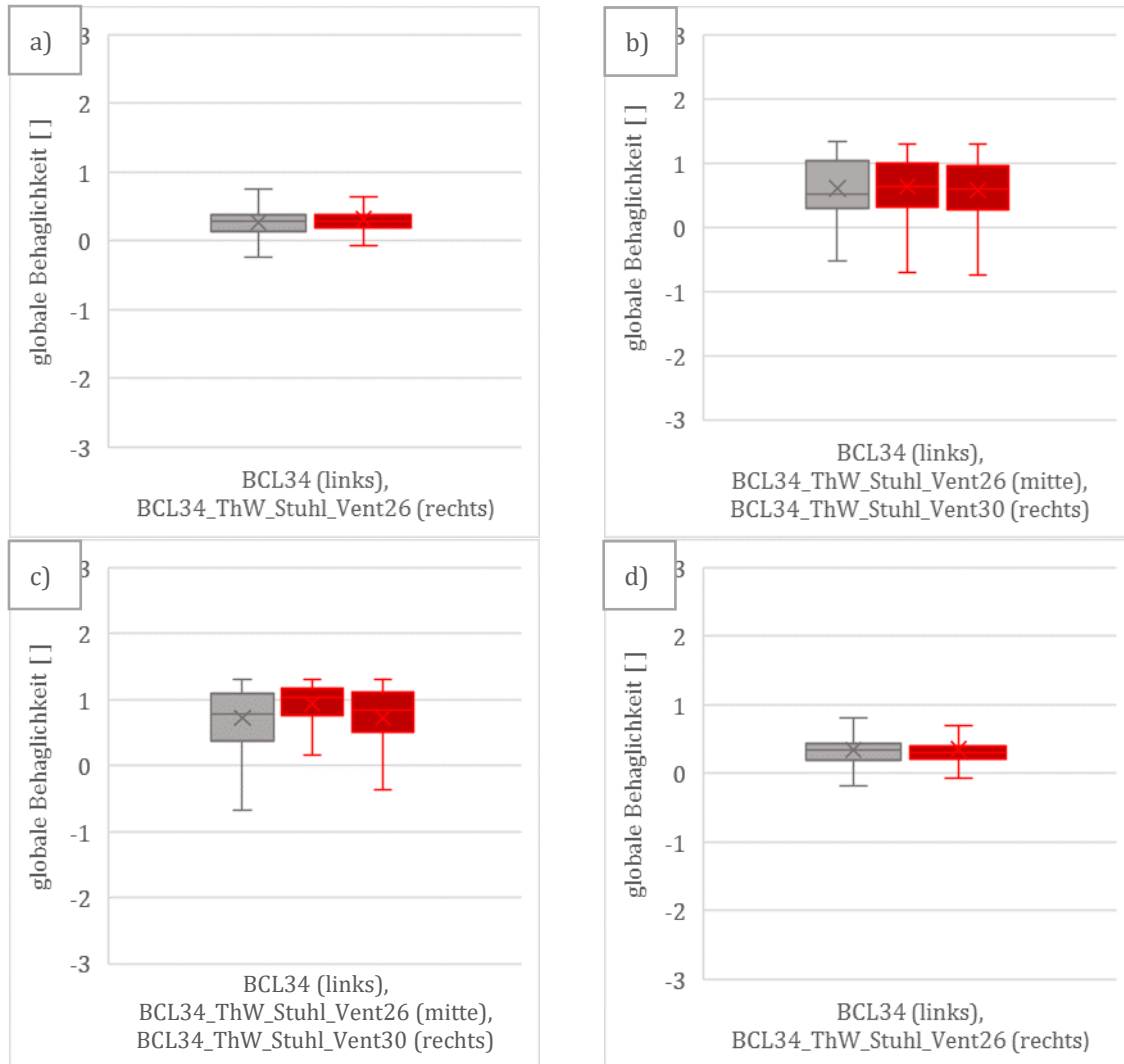 a)
3
2
1
0
-1
-2
-3
globale Behaglichkeit [ ]
BCL34 (links),
BCL34_ThW_Stuhl_Vent26 (rechts)
b)
3
2
1
0
-1
-2
-3
globale Behaglichkeit [ ]
BCL34 (links),
BCL34_ThW_Stuhl_Vent26 (mitte),
BCL34_ThW_Stuhl_Vent30 (rechts)
c)
3
2
1
0
-1
-2
-3
globale Behaglichkeit [ ]
BCL34 (links),
BCL34_ThW_Stuhl_Vent26 (mitte),
BCL34_ThW_Stuhl_Vent30 (rechts)
d)
3
2
1
0
-1
-2
-3
globale Behaglichkeit [ ]
BCL34 (links),
BCL34_ThW_Stuhl_Vent26 (rechts)